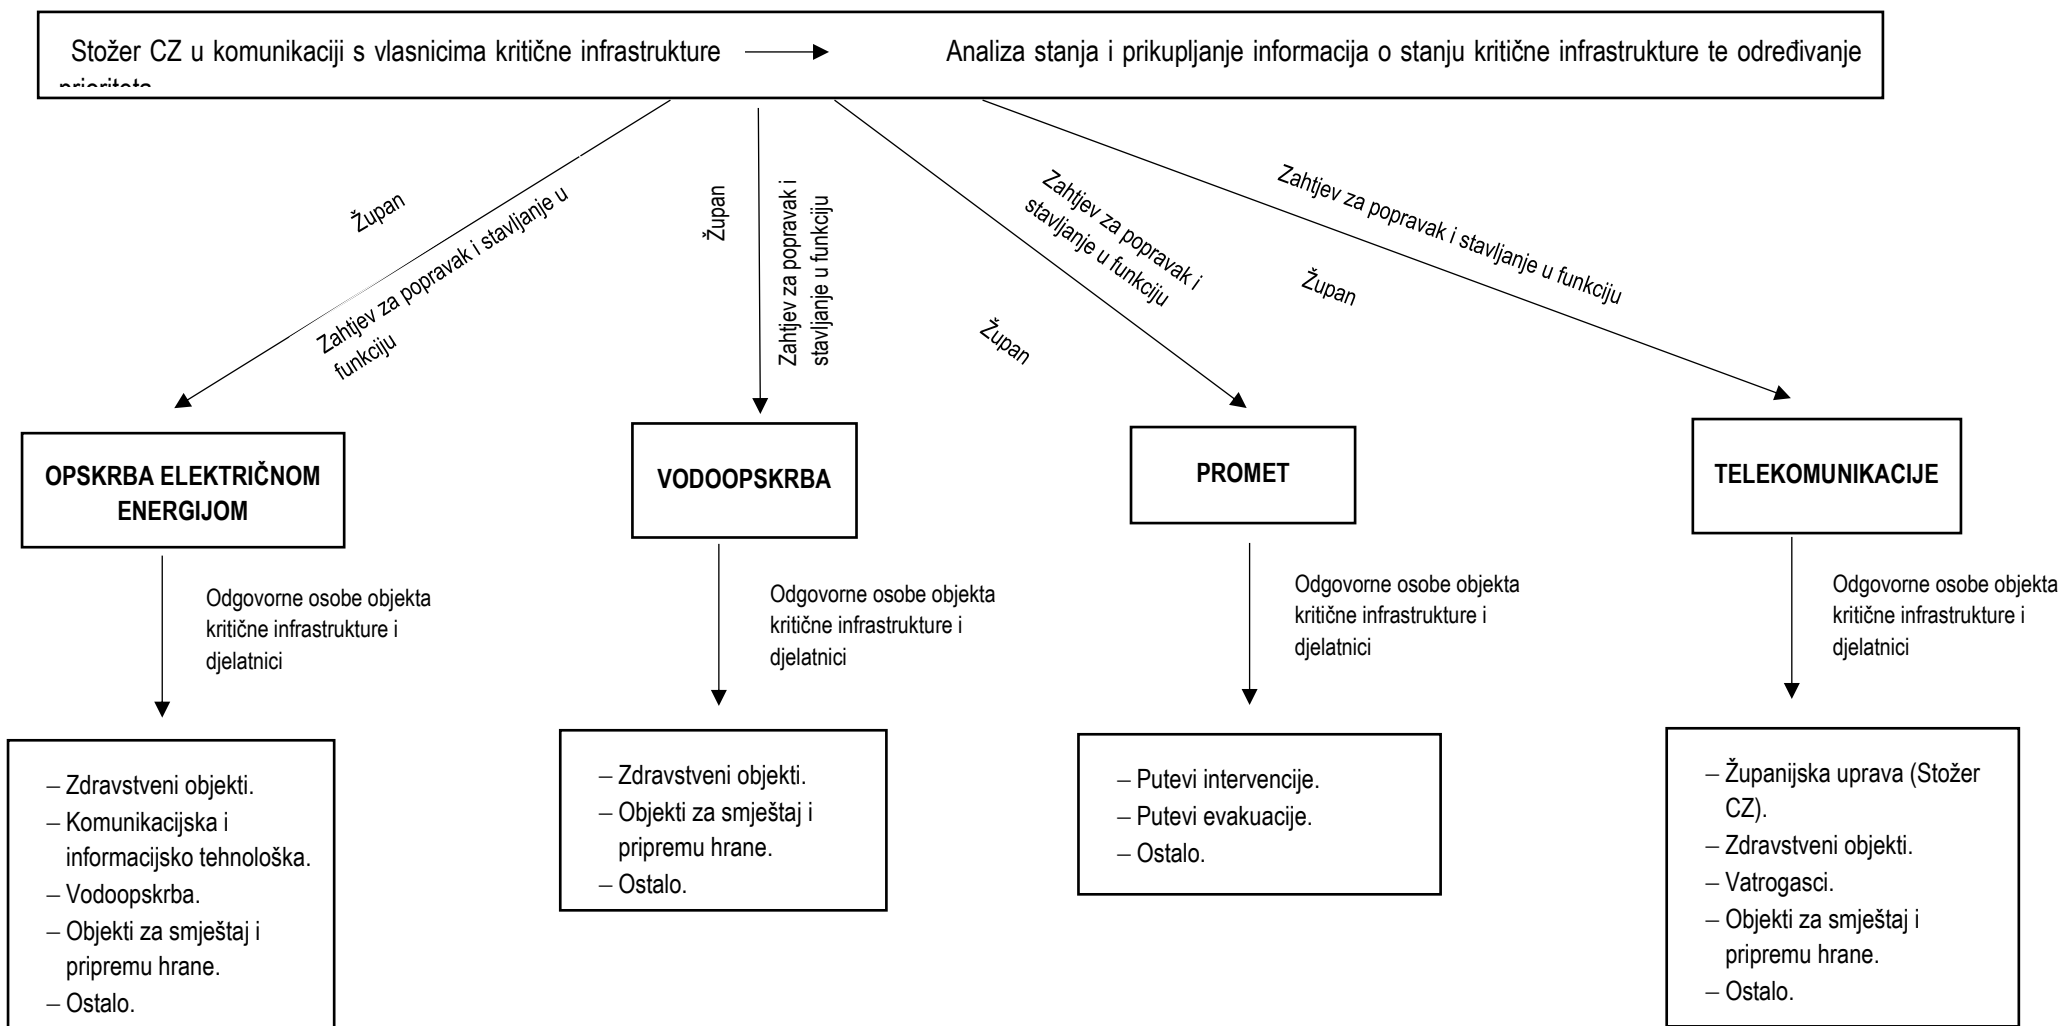 Stožer CZ u komunikaciji s vlasnicima kritične infrastrukture Analiza stanja i prikupljanje informacija o stanju kritične infrastrukture te određivanje
Župan
Zahtjev za popravak i stavljanje u
funkciju
Župan
Zahtjev za popravak i
stavljanje u funkciju
Zahtjev za popravak i
stavljanje u funkciju
Župan
Zahtjev za popravak i stavljanje u funkciju
Župan
OPSKRBA ELEKTRIČNOM
ENERGIJOM
VODOOPSKRBA
PROMET
TELEKOMUNIKACIJE
Odgovorne osobe objekta
kritične infrastrukture i
djelatnici
Odgovorne osobe objekta
kritične infrastrukture i
djelatnici
Odgovorne osobe objekta
kritične infrastrukture i
djelatnici
Odgovorne osobe objekta
kritične infrastrukture i
djelatnici
– Zdravstveni objekti.
– Komunikacijska i
informacijsko tehnološka.
– Vodoopskrba.
– Objekti za smještaj i
pripremu hrane.
– Ostalo.
– Zdravstveni objekti.
– Objekti za smještaj i
pripremu hrane.
– Ostalo.
– Putevi intervencije.
– Putevi evakuacije.
– Ostalo.
– Županijska uprava (Stožer
CZ).
– Zdravstveni objekti.
– Vatrogasci.
– Objekti za smještaj i
pripremu hrane.
– Ostalo.